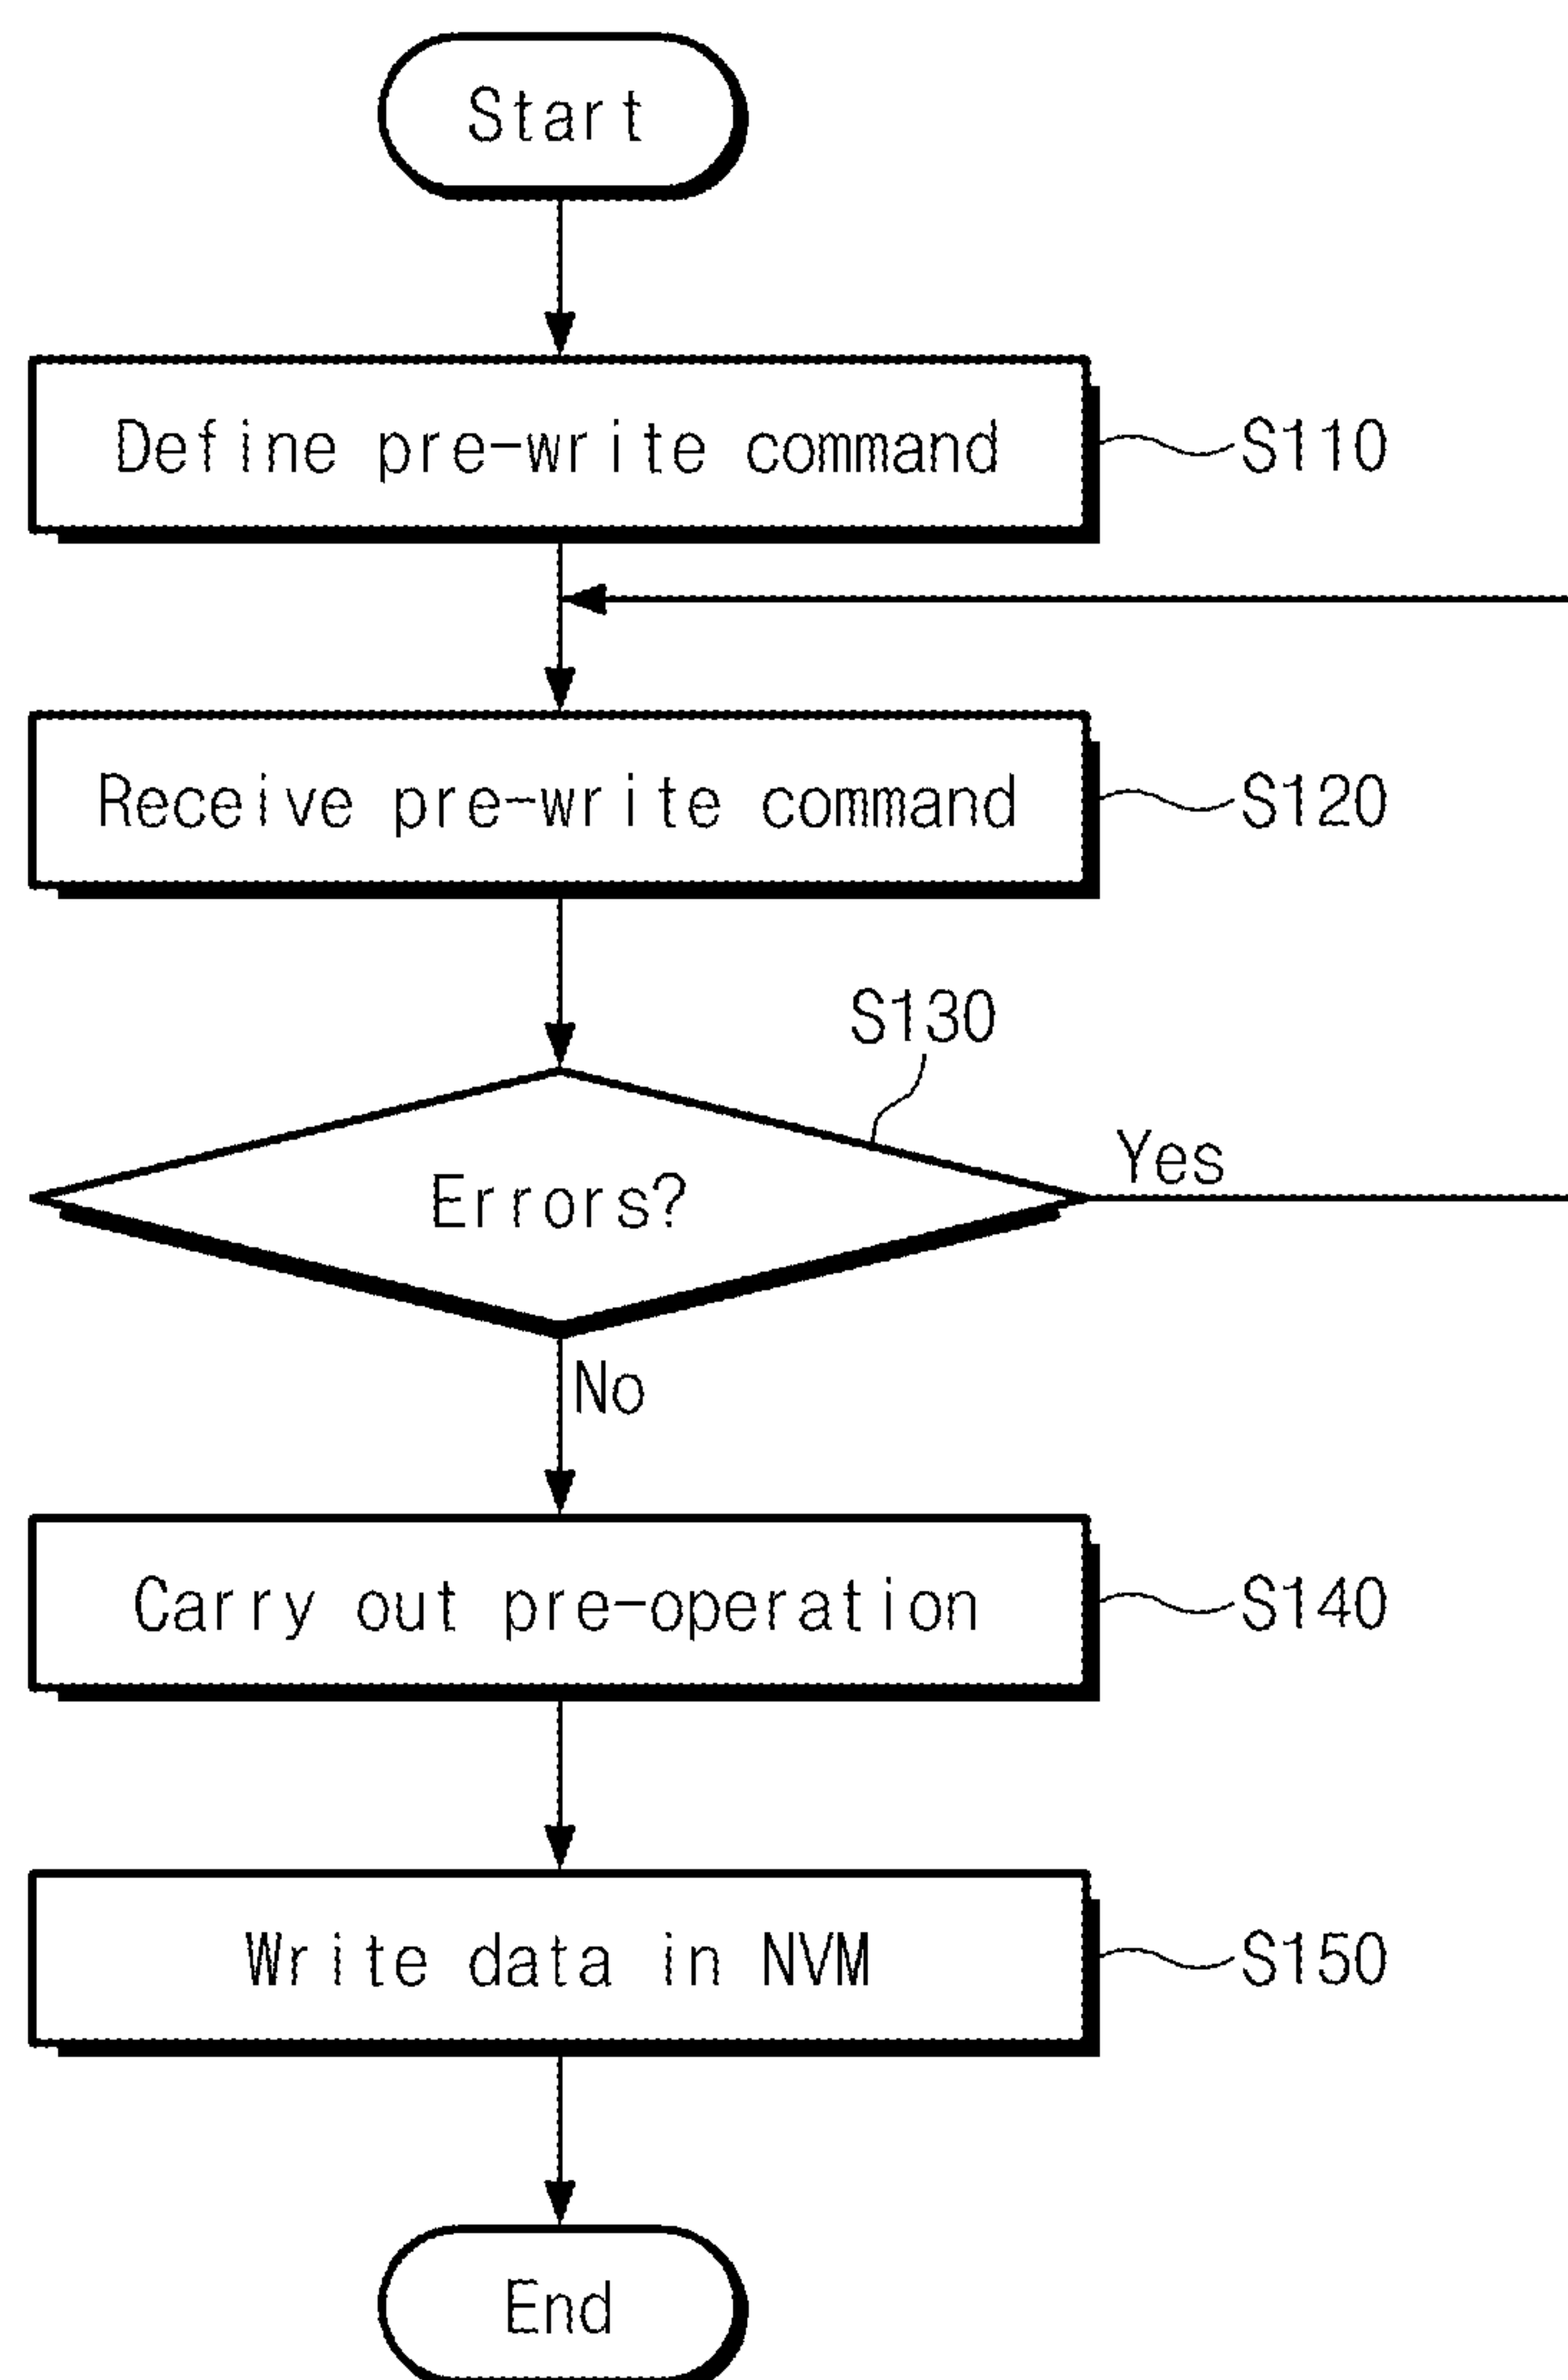 Start
Define pre-write command
S110
Receive pre-write command
S120
S130
Errors?
Yes
No
Carry out pre-operation
S140
Write data in NVM
S150
End